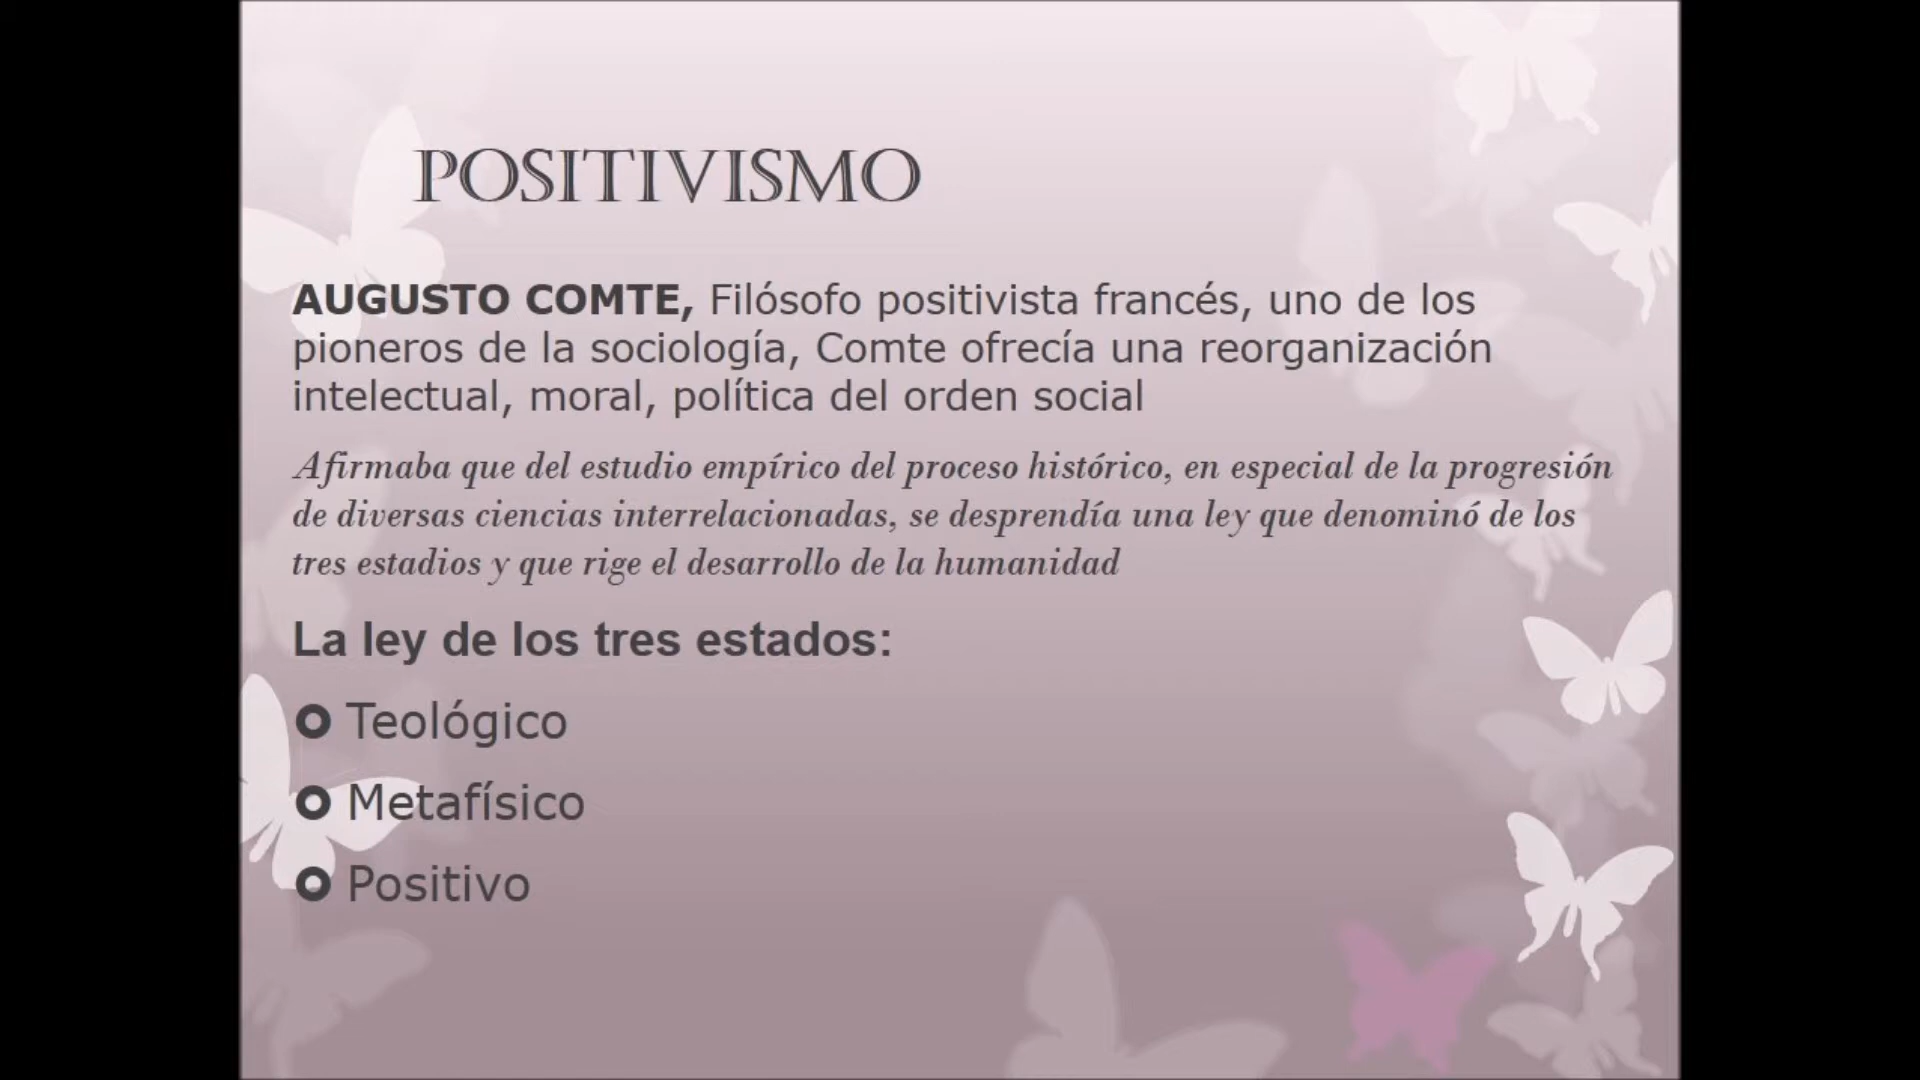 POSITIVISMO
AUGUSTO COMTE, Filósofo positivista francés, uno de los
pioneros de la sociología, Comte ofrecía una reorganización
intelectual, moral, política del orden social
Afirmaba que del estudio empírico del proceso histórico, en especial de la progresión
de diversas ciencias interrelacionadas, se desprendía una ley que denominó de los
tres estadios y que rige el desarrollo de la humanidad
La ley de los tres estados:
Teológico
Metafísico
Positivo